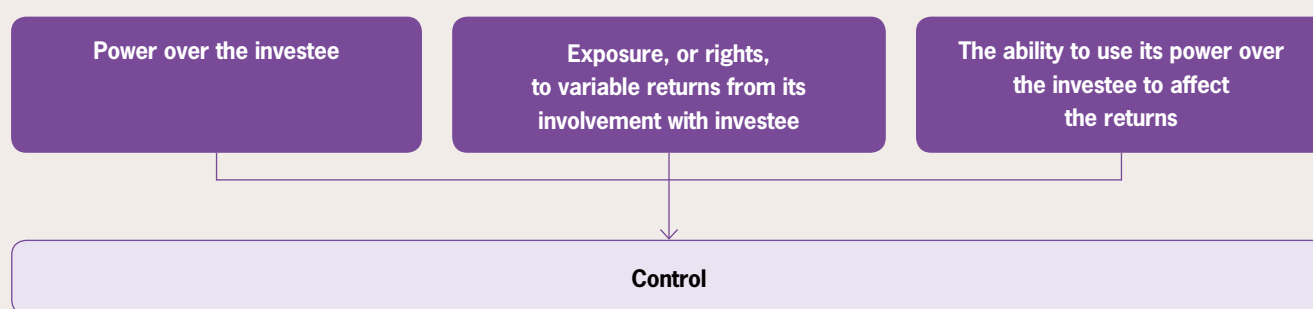 Power over the investee
Exposure, or rights,
to variable returns from its
involvement with investee
The ability to use its power over
the investee to affect
the returns
Control